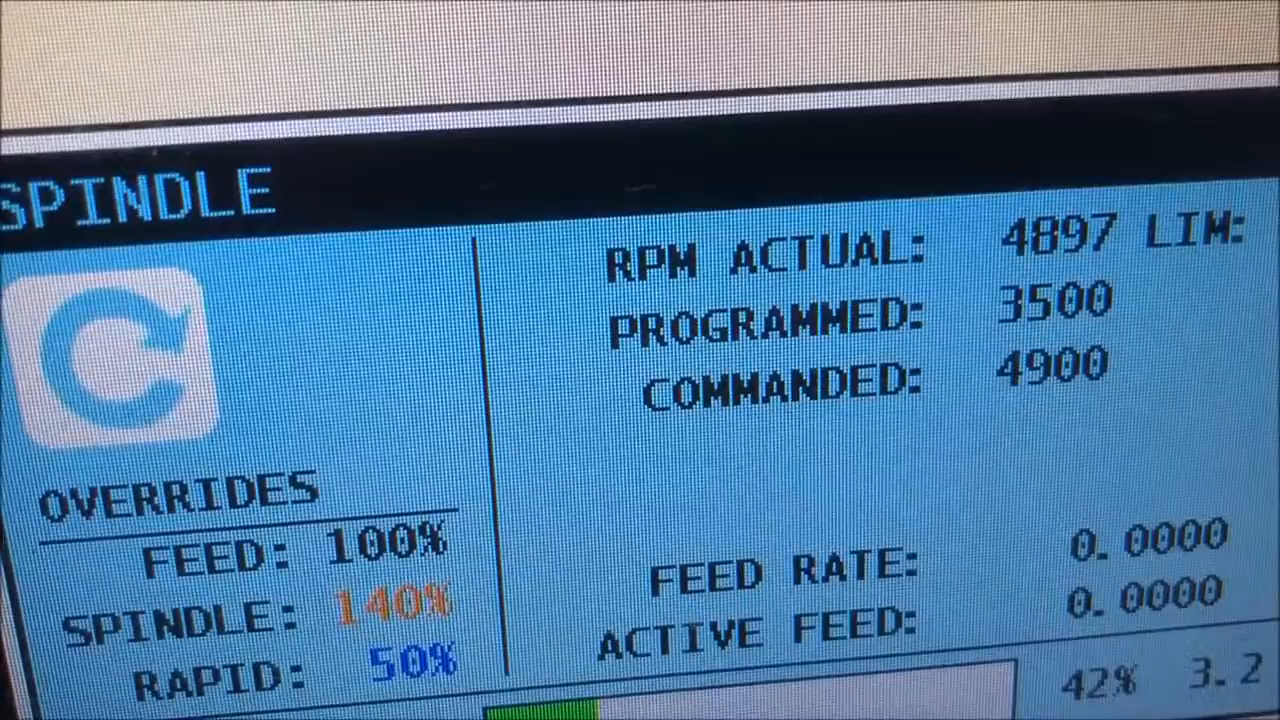 SPINDLE
RPM ACTUAL: 4897 LIM:
PROGRAMMED: 3500
COMMANDED: 4900
OVERRIDES
FEED: 100%
SPINDLE: 140%
RAPID: 50%
FEED RATE: 0.0000
ACTIVE FEED: 0.0000
42% 3.2